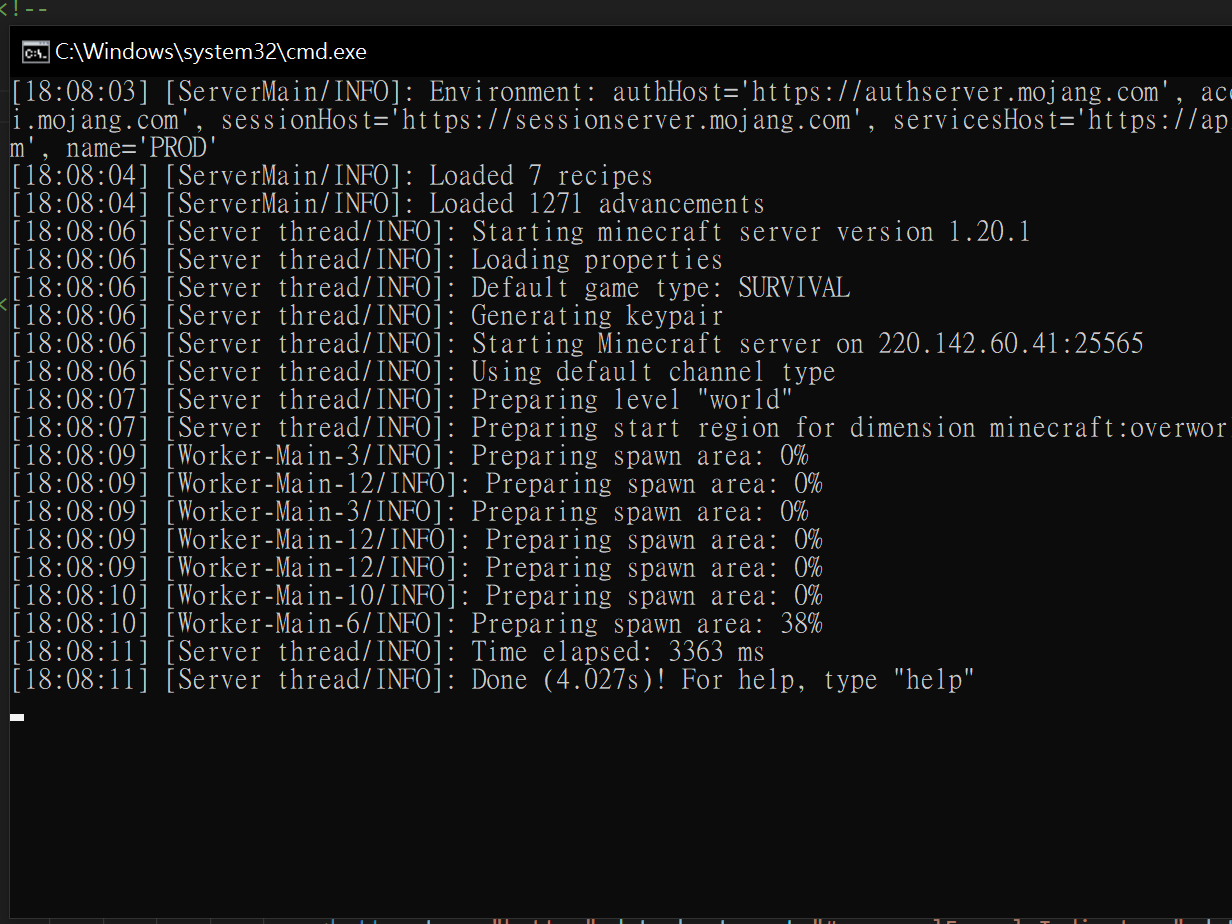 <!--
C:\Windows\system32\cmd.exe
[18:08:03] [ServerMain/INFO]: Environment: authHost='https://authserver.mojang.com', acc
i.mojang.com', sessionHost='https://sessionserver.mojang.com', servicesHost='https://ap
m', name='PROD'
[18:08:04] [ServerMain/INFO]: Loaded 7 recipes
[18:08:04] [ServerMain/INFO]: Loaded 1271 advancements
[18:08:06] [Server thread/INFO]: Starting minecraft server version 1.20.1
[18:08:06] [Server thread/INFO]: Loading properties
[18:08:06] [Server thread/INFO]: Default game type: SURVIVAL
[18:08:06] [Server thread/INFO]: Generating keypair
[18:08:06] [Server thread/INFO]: Starting Minecraft server on 220.142.60.41:25565
[18:08:06] [Server thread/INFO]: Using default channel type
[18:08:07] [Server thread/INFO]: Preparing level "world"
[18:08:07] [Server thread/INFO]: Preparing start region for dimension minecraft:overwor
[18:08:09] [Worker-Main-3/INFO]: Preparing spawn area: 0%
[18:08:09] [Worker-Main-12/INFO]: Preparing spawn area: 0%
[18:08:09] [Worker-Main-3/INFO]: Preparing spawn area: 0%
[18:08:09] [Worker-Main-12/INFO]: Preparing spawn area: 0%
[18:08:09] [Worker-Main-12/INFO]: Preparing spawn area: 0%
[18:08:10] [Worker-Main-10/INFO]: Preparing spawn area: 0%
[18:08:10] [Worker-Main-6/INFO]: Preparing spawn area: 38%
[18:08:11] [Server thread/INFO]: Time elapsed: 3363 ms
[18:08:11] [Server thread/INFO]: Done (4.027s)! For help, type "help"